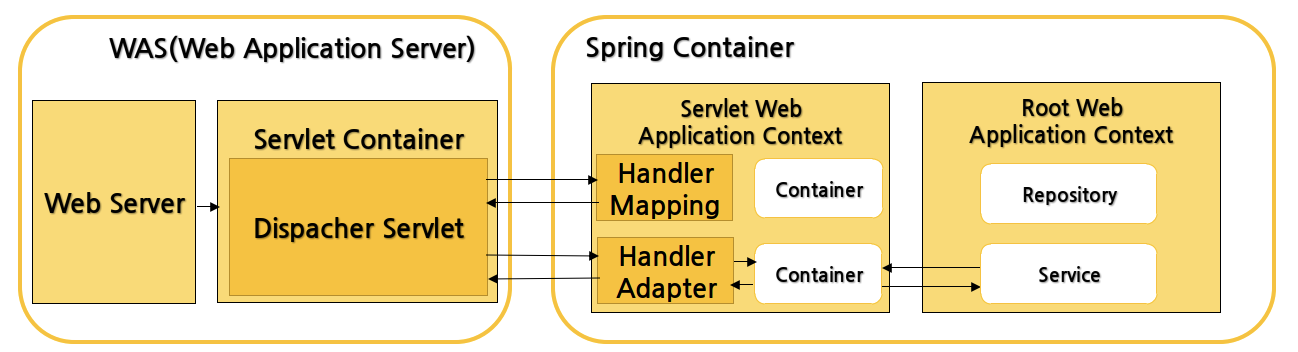 WAS(Web Application Server)
Spring Container
Web Server
Servlet Container
Dispacher Servlet
Servlet Web
Application Context
Handler
Mapping
Container
Handler
Adapter
Container
Root Web
Application Context
Repository
Service